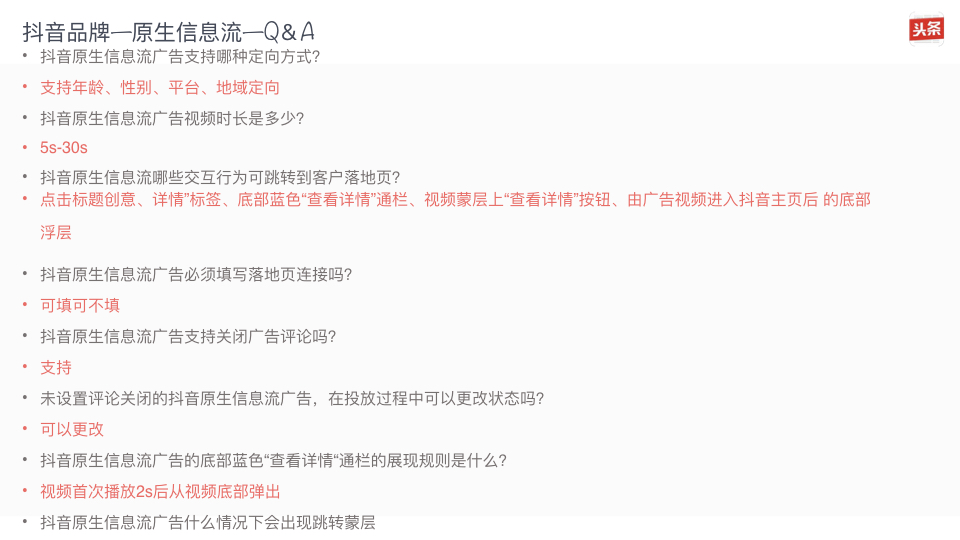 抖音品牌—原生信息流—Q&A
头条
• 抖音原生信息流广告支持哪种定向方式?
• 支持年龄、性别、平台、地域定向
• 抖音原生信息流广告视频时长是多少?
• 5s-30s
• 抖音原生信息流哪些交互行为可跳转到客户落地页?
• 点击标题创意、详情”标签、底部蓝色“查看详情”通栏、视频蒙层上“查看详情”按钮、由广告视频进入抖音主页后 的底部
浮层
• 抖音原生信息流广告必须填写落地页连接吗?
• 可填可不填
• 抖音原生信息流广告支持关闭广告评论吗?
• 支持
• 未设置评论关闭的抖音原生信息流广告，在投放过程中可以更改状态吗?
• 可以更改
• 抖音原生信息流广告的底部蓝色“查看详情“通栏的展现规则是什么?
• 视频首次播放2s后从视频底部弹出
• 抖音原生信息流广告什么情况下会出现跳转蒙层